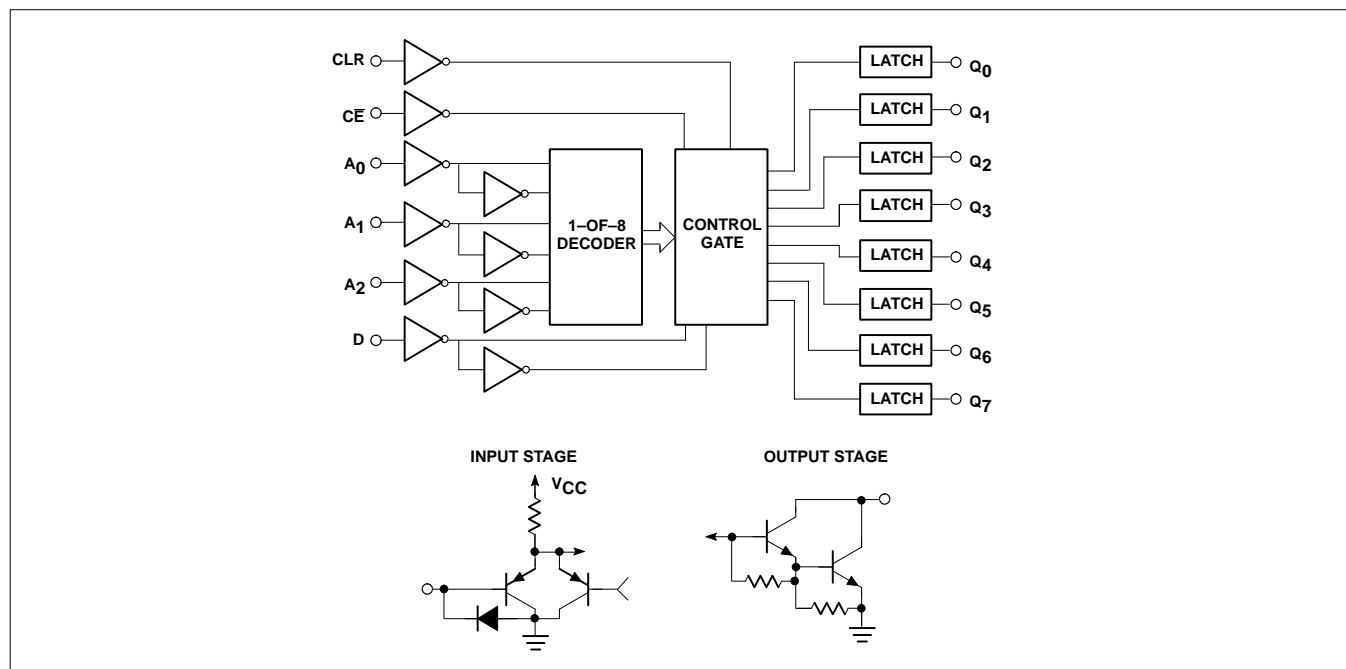 CLR
CE̅
A0
A1
A2
D
1–OF–8
DECODER
CONTROL
GATE
LATCH
Q0
LATCH
Q1
LATCH
Q2
LATCH
Q3
LATCH
Q4
LATCH
Q5
LATCH
Q6
LATCH
Q7
INPUT STAGE
VCC
OUTPUT STAGE